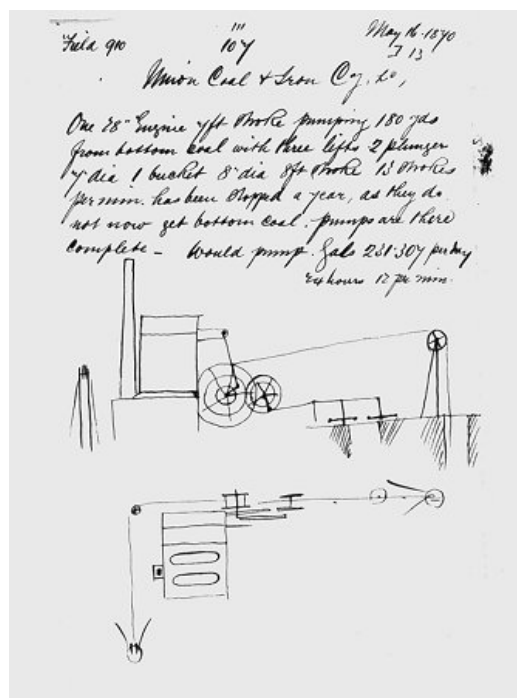 Field 910
111
107
May 16-1870
I 13
Union Coal & Iron Coy. Lo,
One 28" Engine 7ft Stroke pumping 180 yds
from bottom coal with three lifts 2 plunger
7" dia 1 bucket 8" dia 8ft Stroke 13 Strokes
per min. has been stopped a year, as they do
not now get bottom coal. pumps are there
complete - Would pump. Gals 231.307 per day
24 hours 12 per min.